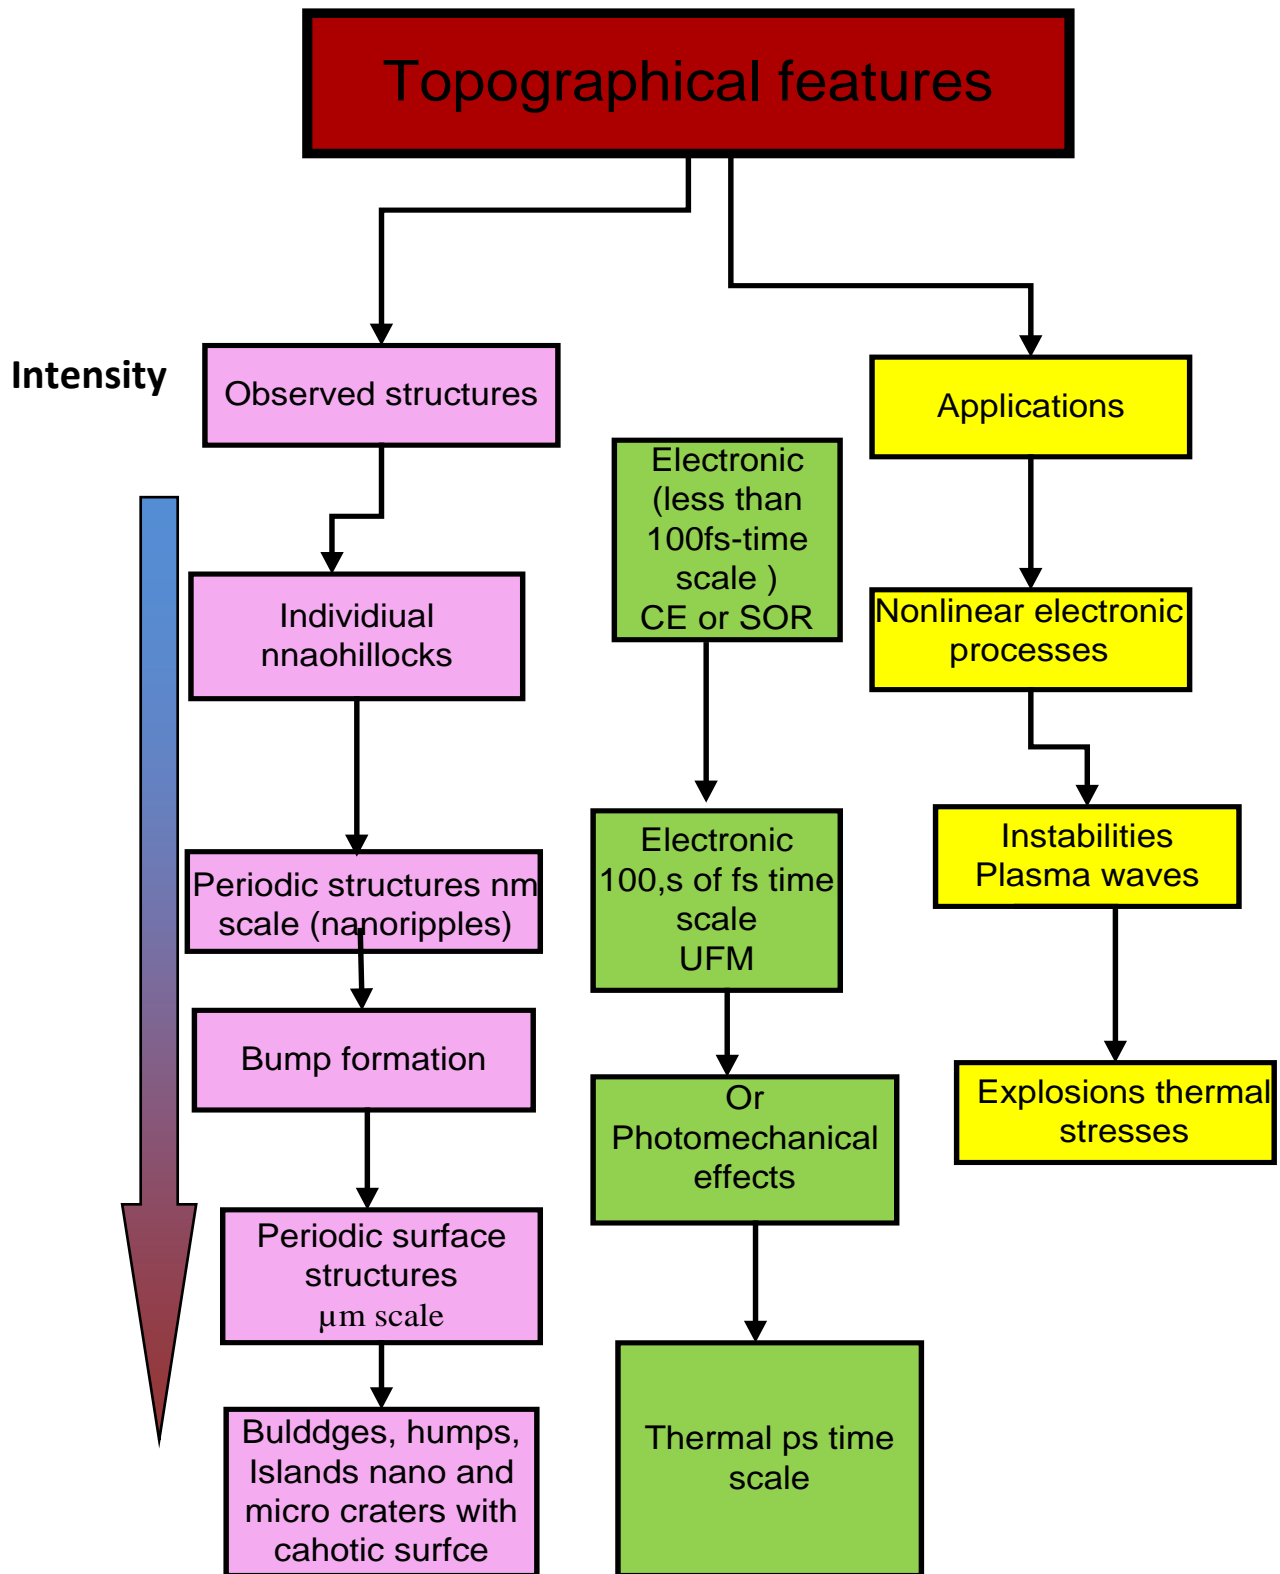 Topographical features
Intensity
Observed structures
Individiual
nnaohillocks
Periodic structures nm
scale (nanoripples)
Bump formation
Periodic surface
structures
µm scale
Bulddges, humps,
Islands nano and
micro craters with
cahotic surfce
Electronic
(less than
100fs-time
scale )
CE or SOR
Electronic
100,s of fs time
scale
UFM
Or
Photomechanical
effects
Thermal ps time
scale
Applications
Nonlinear electronic
processes
Instabilities
Plasma waves
Explosions thermal
stresses